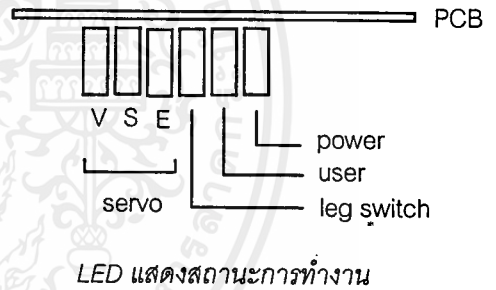 PCB
V S E
power
user
servo
leg switch
LED แสดงสถานะการทำงาน